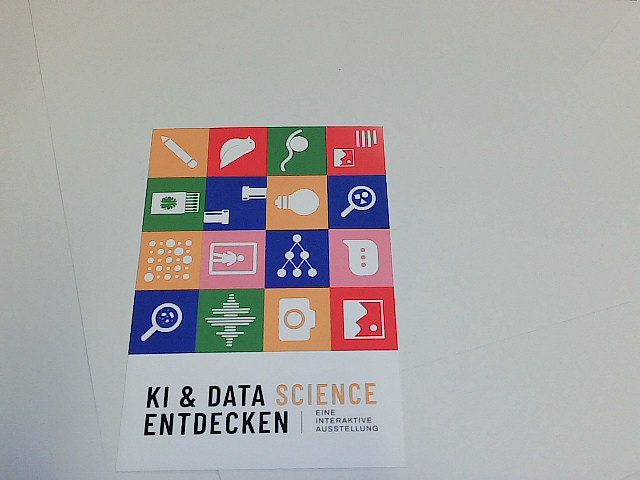 KI & DATA SCIENCE
ENTDECKEN
EINE
INTERAKTIVE
AUSSTELLUNG